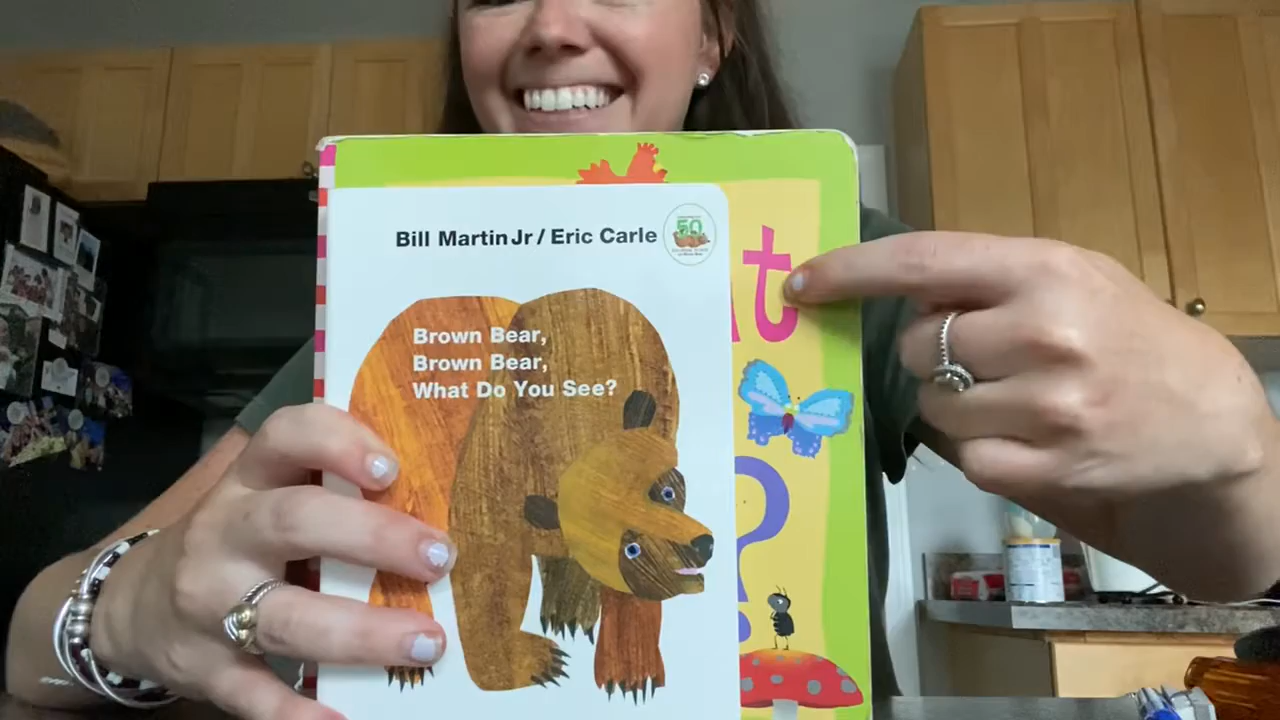 Bill Martin Jr / Eric Carle
50
Brown Bear,
Brown Bear,
What Do You See?
t
?